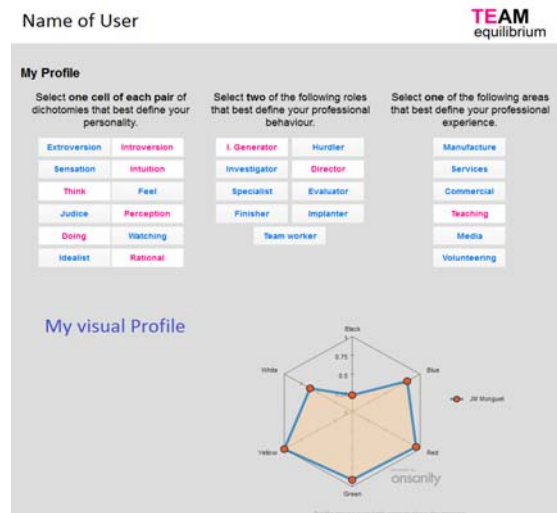 Name of User
TEAM
equilibrium
My Profile
Select one cell of each pair of
dichotomies that best define your
personality.
Select two of the following roles
that best define your professional
behaviour.
Select one of the following areas
that best define your professional
experience.
Extroversion Introversion
Sensation Intuition
Think Feel
Judice Perception
Doing Watching
Idealist Rational
I. Generator Hurdler
Investigator Director
Specialist Evaluator
Finisher Implanter
Team worker
Manufacture
Services
Commercial
Teaching
Media
Volunteering
My visual Profile
Black
1
0.75
0.5
0
White
Blue
Yellow
Red
Green
JM Monguet
onsanity